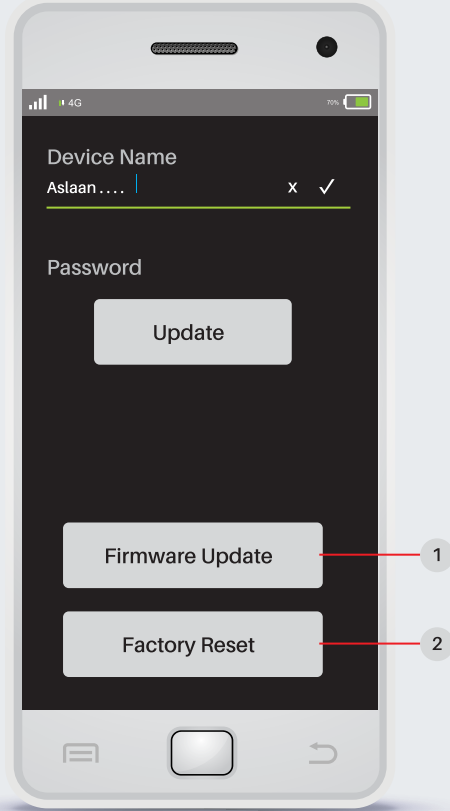 4G 70%
Device Name
Aslaan.... x ✓
Password
Update
Firmware Update 1
Factory Reset 2